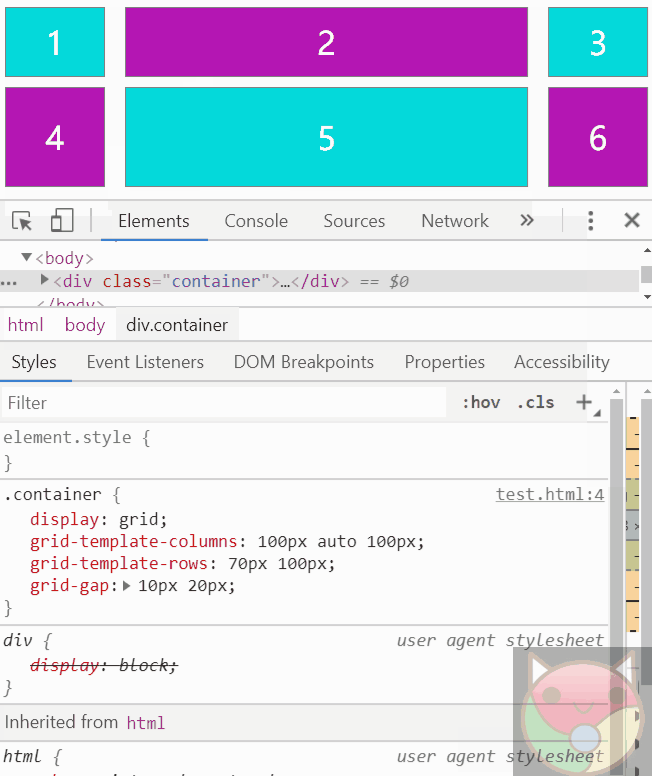 1 2 3
4 5 6
Elements Console Sources Network »
<body>
... <div class="container">…</div> == $0
</body>
html body div.container
Styles Event Listeners DOM Breakpoints Properties Accessibility
Filter :hov .cls +
element.style {
}
.container { test.html:4
display: grid;
grid-template-columns: 100px auto 100px;
grid-template-rows: 70px 100px;
grid-gap: 10px 20px;
}
div { user agent stylesheet
display: block;
}
Inherited from html
html { user agent stylesheet